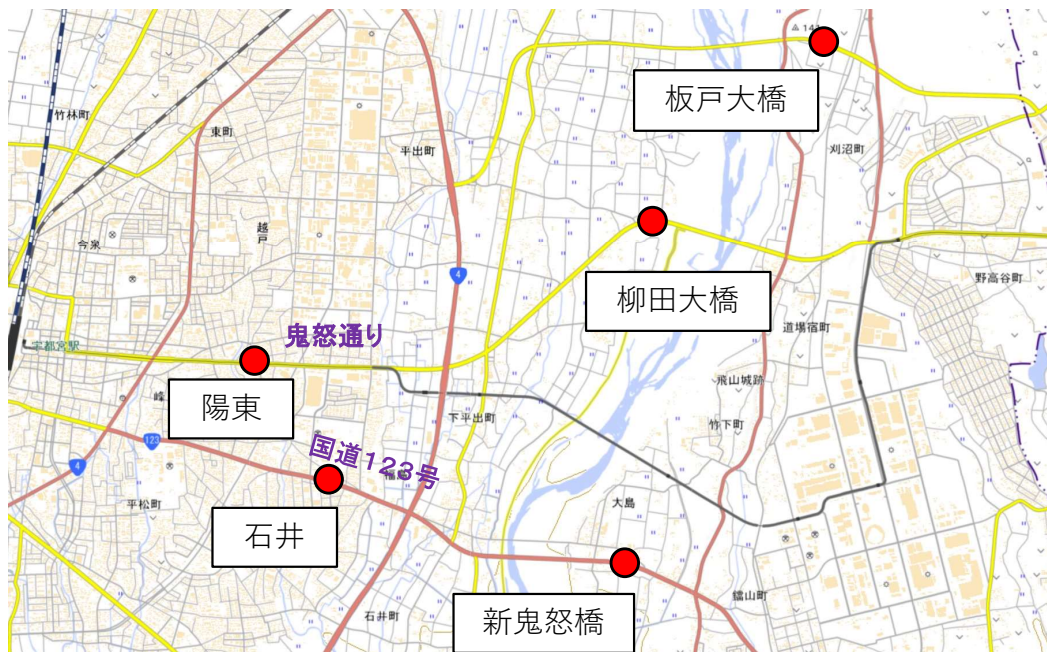 141
板戸大橋
竹林町
東町
平出町
刈沼町
越戸
今泉
4
柳田大橋
野高谷町
道場宿町
鬼怒通り
宇都宮駅
飛山城跡
陽東
峰
下平出町
竹下町
123
国道123号
4
平松町
大島
石井
新鬼怒橋
石井町
鐺山町